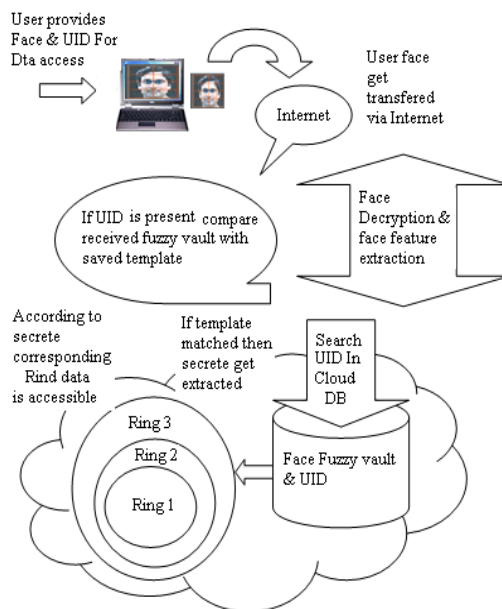 User provides
Face & UID For
Dta access
User face
get
transfered
via Internet
Internet
If UID is present compare
received fuzzy vault with
saved template
Face
Decryption &
face feature
extraction
According to
secrete
corresponding
Rind data
is accessible
If template
matched then
secrete get
extracted
Search
UID In
Cloud
DB
Ring 3
Ring 2
Ring 1
Face Fuzzy vault
& UID